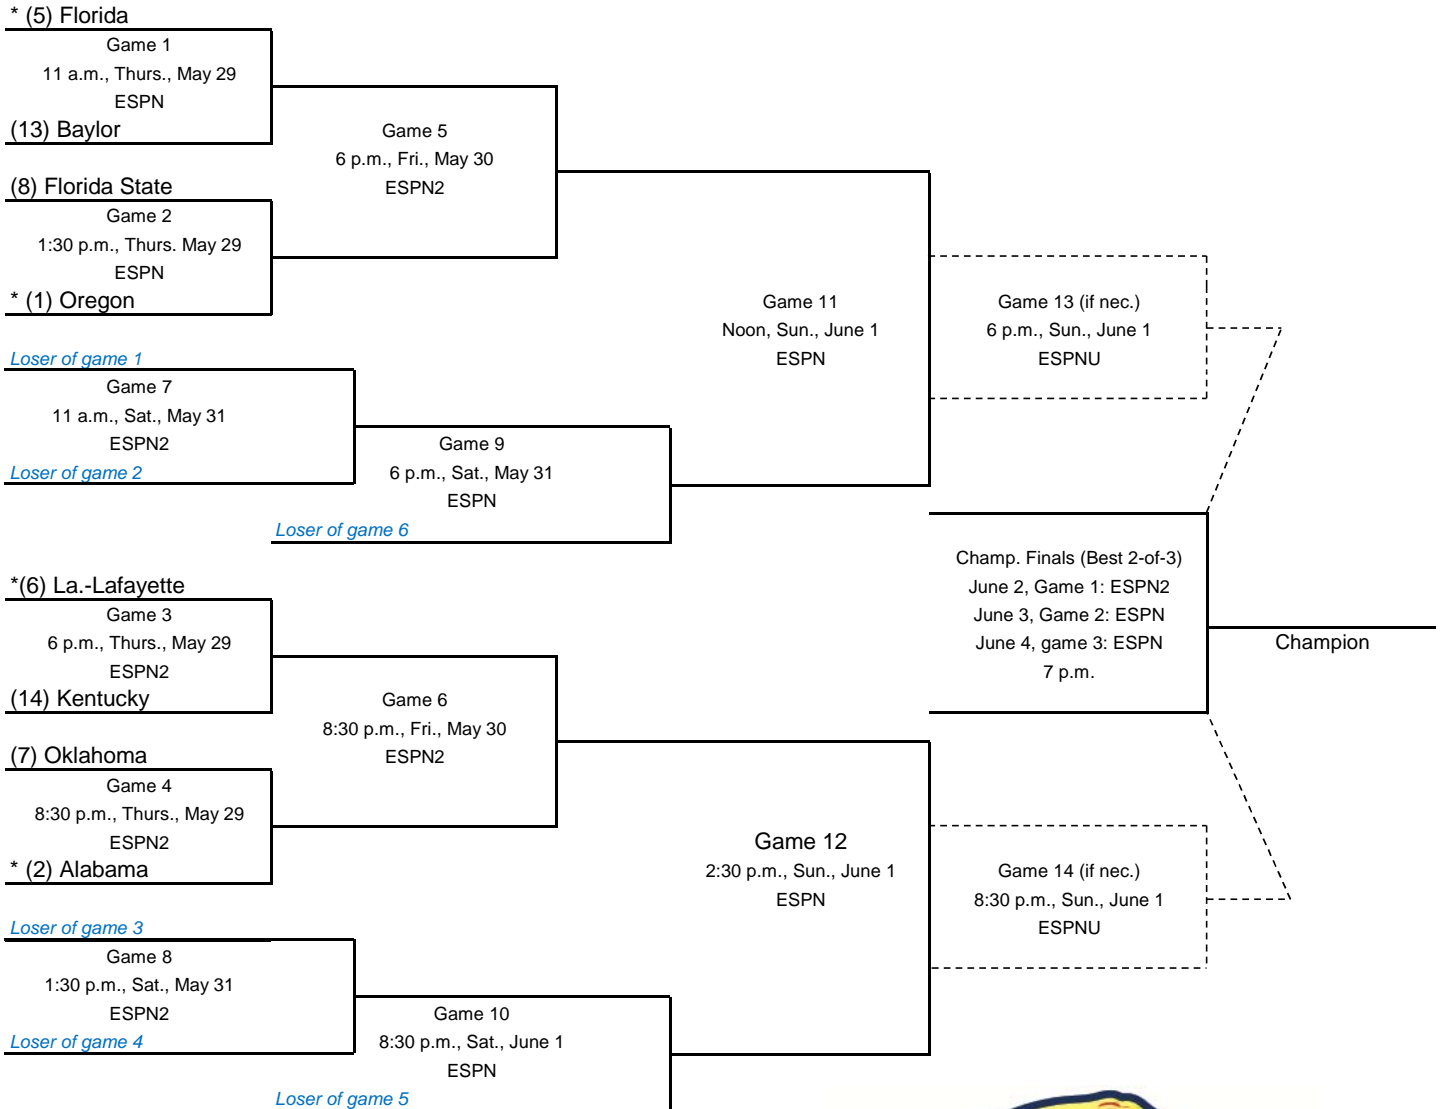 * (5) Florida
Game 1
11 a.m., Thurs., May 29
ESPN
(13) Baylor
Game 5
6 p.m., Fri., May 30
ESPN2
(8) Florida State
Game 2
1:30 p.m., Thurs. May 29
ESPN
* (1) Oregon
Game 11
Noon, Sun., June 1
ESPN
Game 13 (if nec.)
6 p.m., Sun., June 1
ESPNU
Loser of game 1
Game 7
11 a.m., Sat., May 31
ESPN2
Loser of game 2
Game 9
6 p.m., Sat., May 31
ESPN
Loser of game 6
Champ. Finals (Best 2-of-3)
June 2, Game 1: ESPN2
June 3, Game 2: ESPN
June 4, game 3: ESPN
7 p.m.
Champion
*(6) La.-Lafayette
Game 3
6 p.m., Thurs., May 29
ESPN2
(14) Kentucky
Game 6
8:30 p.m., Fri., May 30
ESPN2
(7) Oklahoma
Game 4
8:30 p.m., Thurs., May 29
ESPN2
* (2) Alabama
Game 12
2:30 p.m., Sun., June 1
ESPN
Game 14 (if nec.)
8:30 p.m., Sun., June 1
ESPNU
Loser of game 3
Game 8
1:30 p.m., Sat., May 31
ESPN2
Loser of game 4
Game 10
8:30 p.m., Sat., June 1
ESPN
Loser of game 5